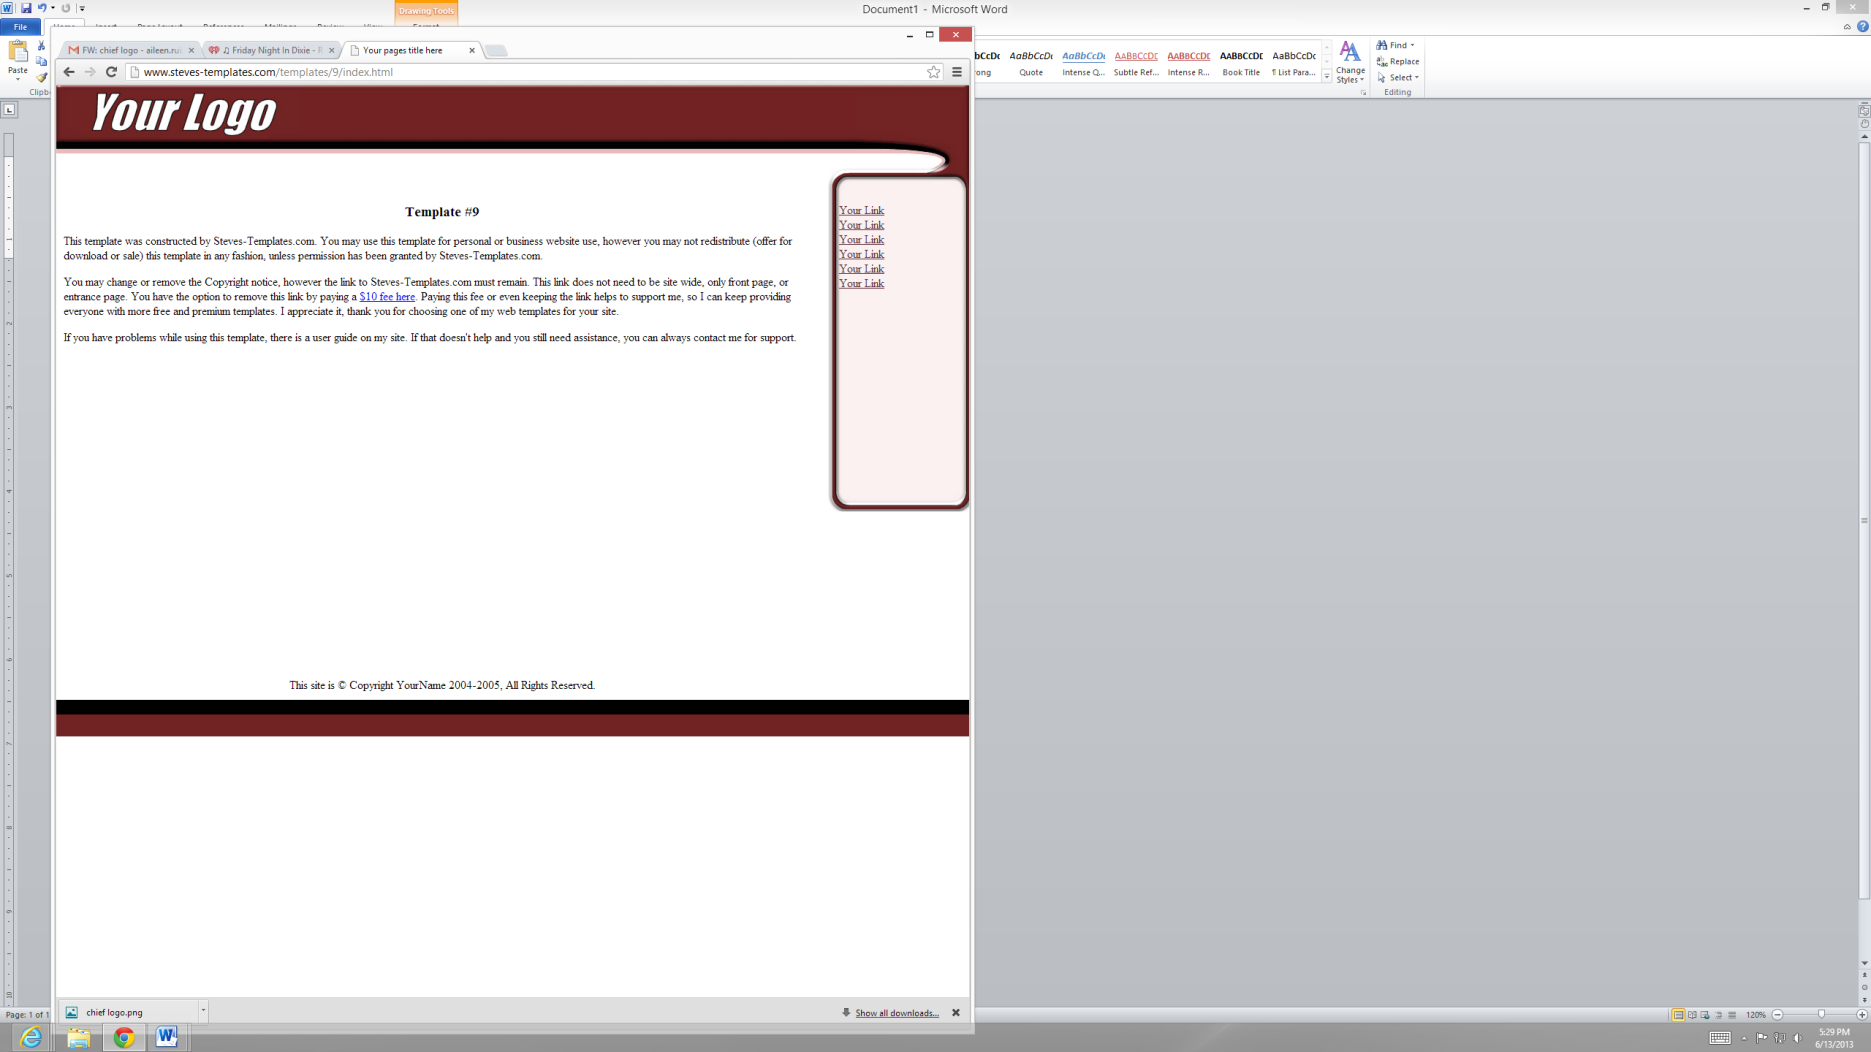 Drawing Tools
Document1 - Microsoft Word
File
FW: chief logo - aileen.ru
♫ Friday Night In Dixie - R
Your pages title here
www.steves-templates.com/templates/9/index.html
Paste
Clipb
AaBbCcDc
AaBbCcDc
AaBbCcDc
AaBbCcDc
AaBbCcDc
AaBbCcDc
Quote
Intense Q...
Subtle Ref...
Intense R...
Book Title
¶ List Para...
Change
Styles
Find
Replace
Select
Editing
Your Logo
Template #9
This template was constructed by Steves-Templates.com. You may use this template for personal or business website use, however you may not redistribute (offer for
download or sale) this template in any fashion, unless permission has been granted by Steves-Templates.com.
You may change or remove the Copyright notice, however the link to Steves-Templates.com must remain. This link does not need to be site wide, only front page, or
entrance page. You have the option to remove this link by paying a $10 fee here. Paying this fee or even keeping the link helps to support me, so I can keep providing
everyone with more free and premium templates. I appreciate it, thank you for choosing one of my web templates for your site.
If you have problems while using this template, there is a user guide on my site. If that doesn't help and you still need assistance, you can always contact me for support.
Your Link
Your Link
Your Link
Your Link
Your Link
Your Link
This site is © Copyright YourName 2004-2005, All Rights Reserved.
chief logo.png
Show all downloads...
Page: 1 of 1
120%
5:29 PM
6/13/2013